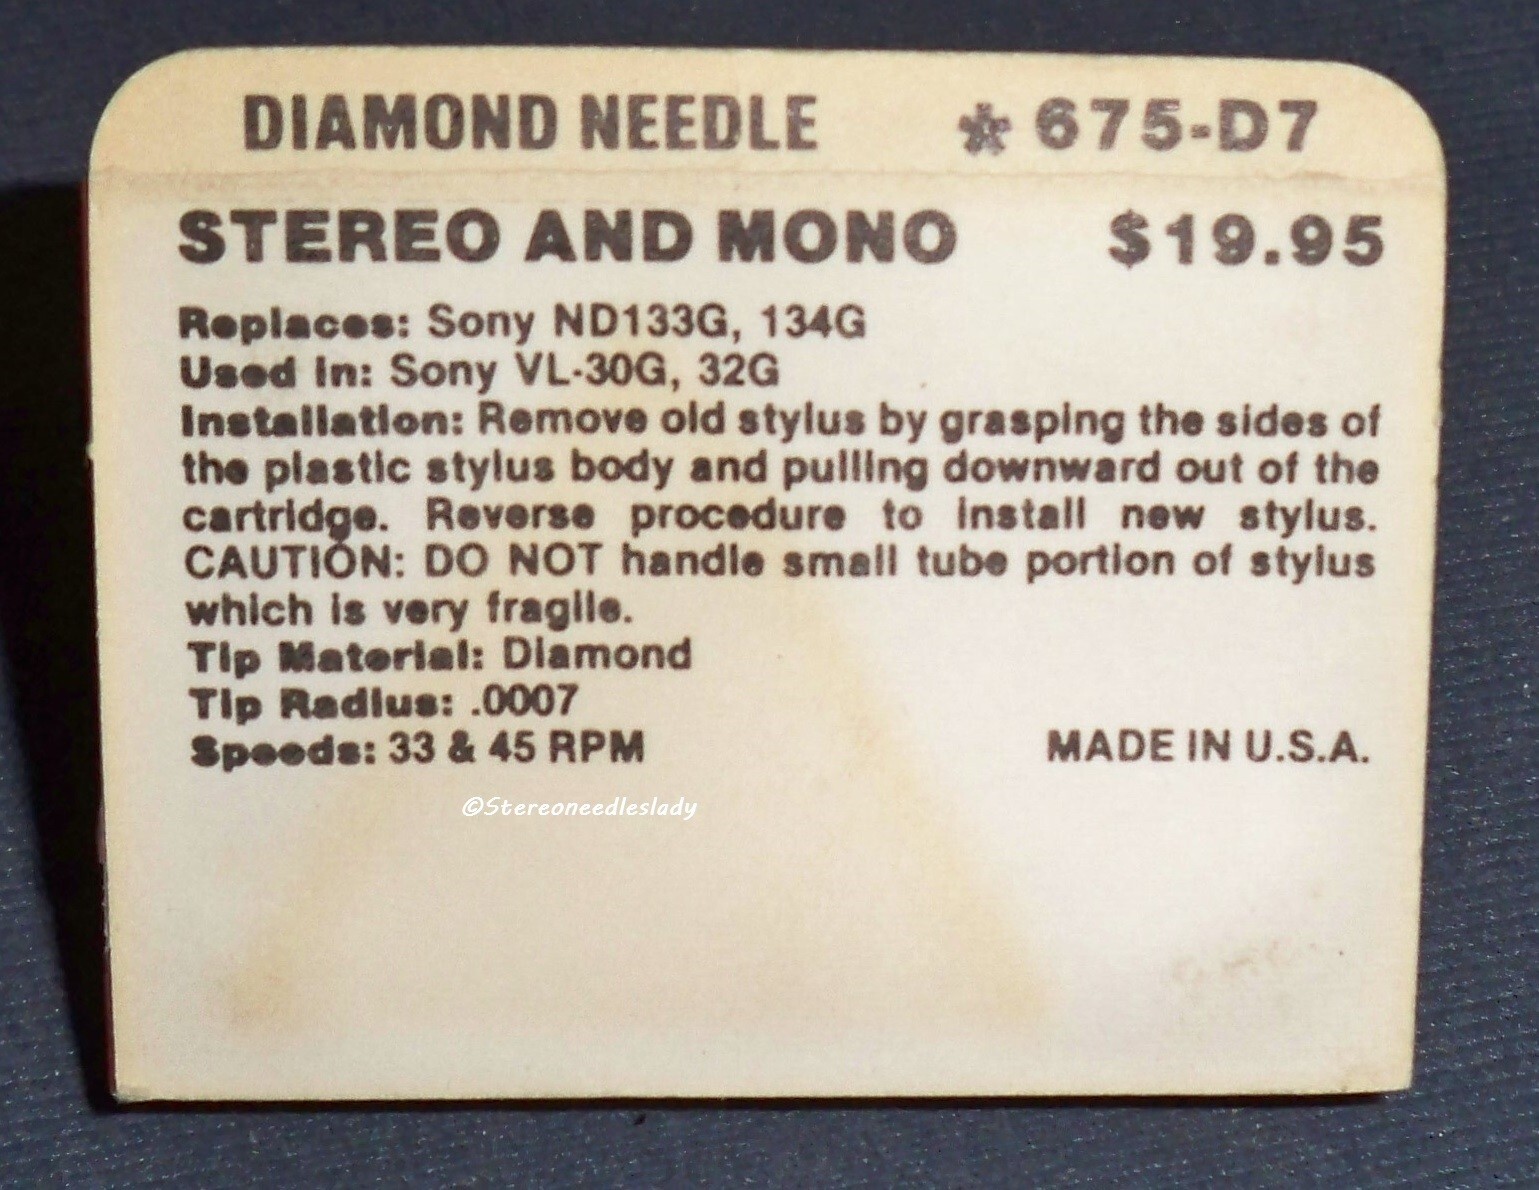 DIAMOND NEEDLE * 675-D7
STEREO AND MONO $19.95
Replaces: Sony ND133G, 134G
Used In: Sony VL-30G, 32G
Installation: Remove old stylus by grasping the sides of
the plastic stylus body and pulling downward out of the
cartridge. Reverse procedure to install new stylus.
CAUTION: DO NOT handle small tube portion of stylus
which is very fragile.
Tip Material: Diamond
Tip Radius: .0007
Speeds: 33 & 45 RPM MADE IN U.S.A.
©Stereoneedleslady